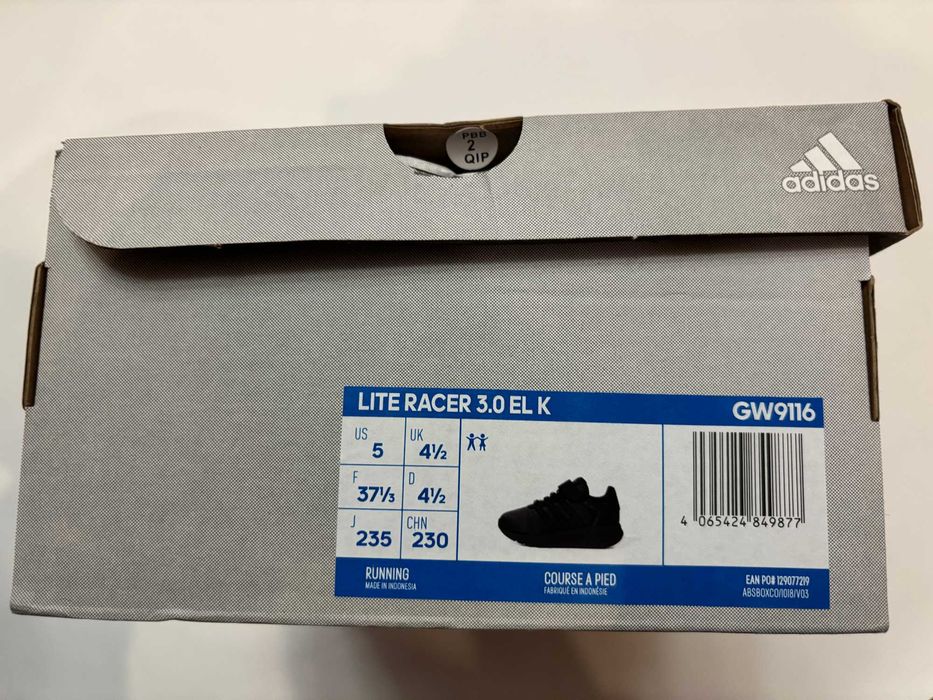 PBB
2
QIP
adidas
LITE RACER 3.0 EL K
GW9116
US
5
UK
4½
F
37⅓
D
4½
J
235
CHN
230
4 065424 849877
RUNNING
MADE IN INDONESIA
COURSE A PIED
FABRIQUÉ EN INDONÉSIE
EAN PO# 129077219
ABSBOXCO/1018/V03